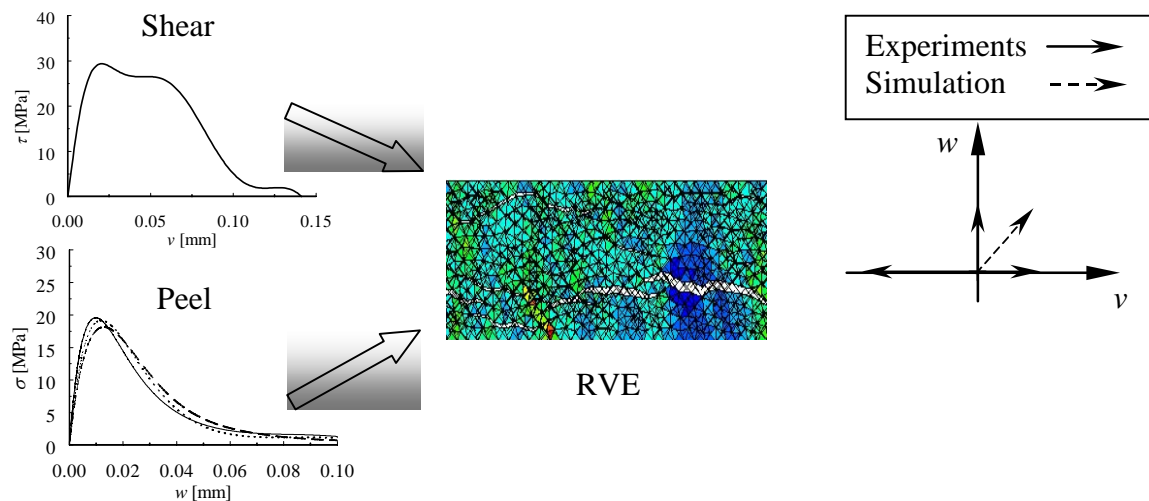 Shear
40
30
20
10
0
τ [MPa]
0.00 0.05 0.10 0.15
v [mm]
Peel
30
25
20
15
10
5
0
σ [MPa]
0.00 0.02 0.04 0.06 0.08 0.10
w [mm]
RVE
Experiments
Simulation
w
v